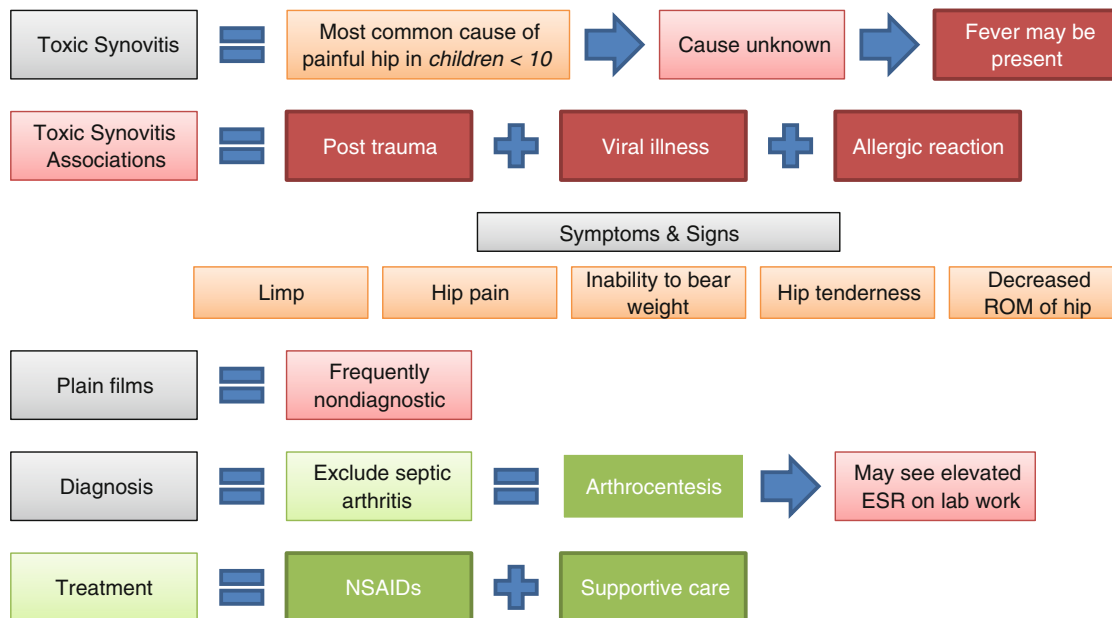 Toxic Synovitis
Most common cause of
painful hip in children < 10
Cause unknown
Fever may be
present
Toxic Synovitis
Associations
Post trauma
Viral illness
Allergic reaction
Symptoms & Signs
Limp
Hip pain
Inability to bear
weight
Hip tenderness
Decreased
ROM of hip
Plain films
Frequently
nondiagnostic
Diagnosis
Exclude septic
arthritis
Arthrocentesis
May see elevated
ESR on lab work
Treatment
NSAIDs
Supportive care